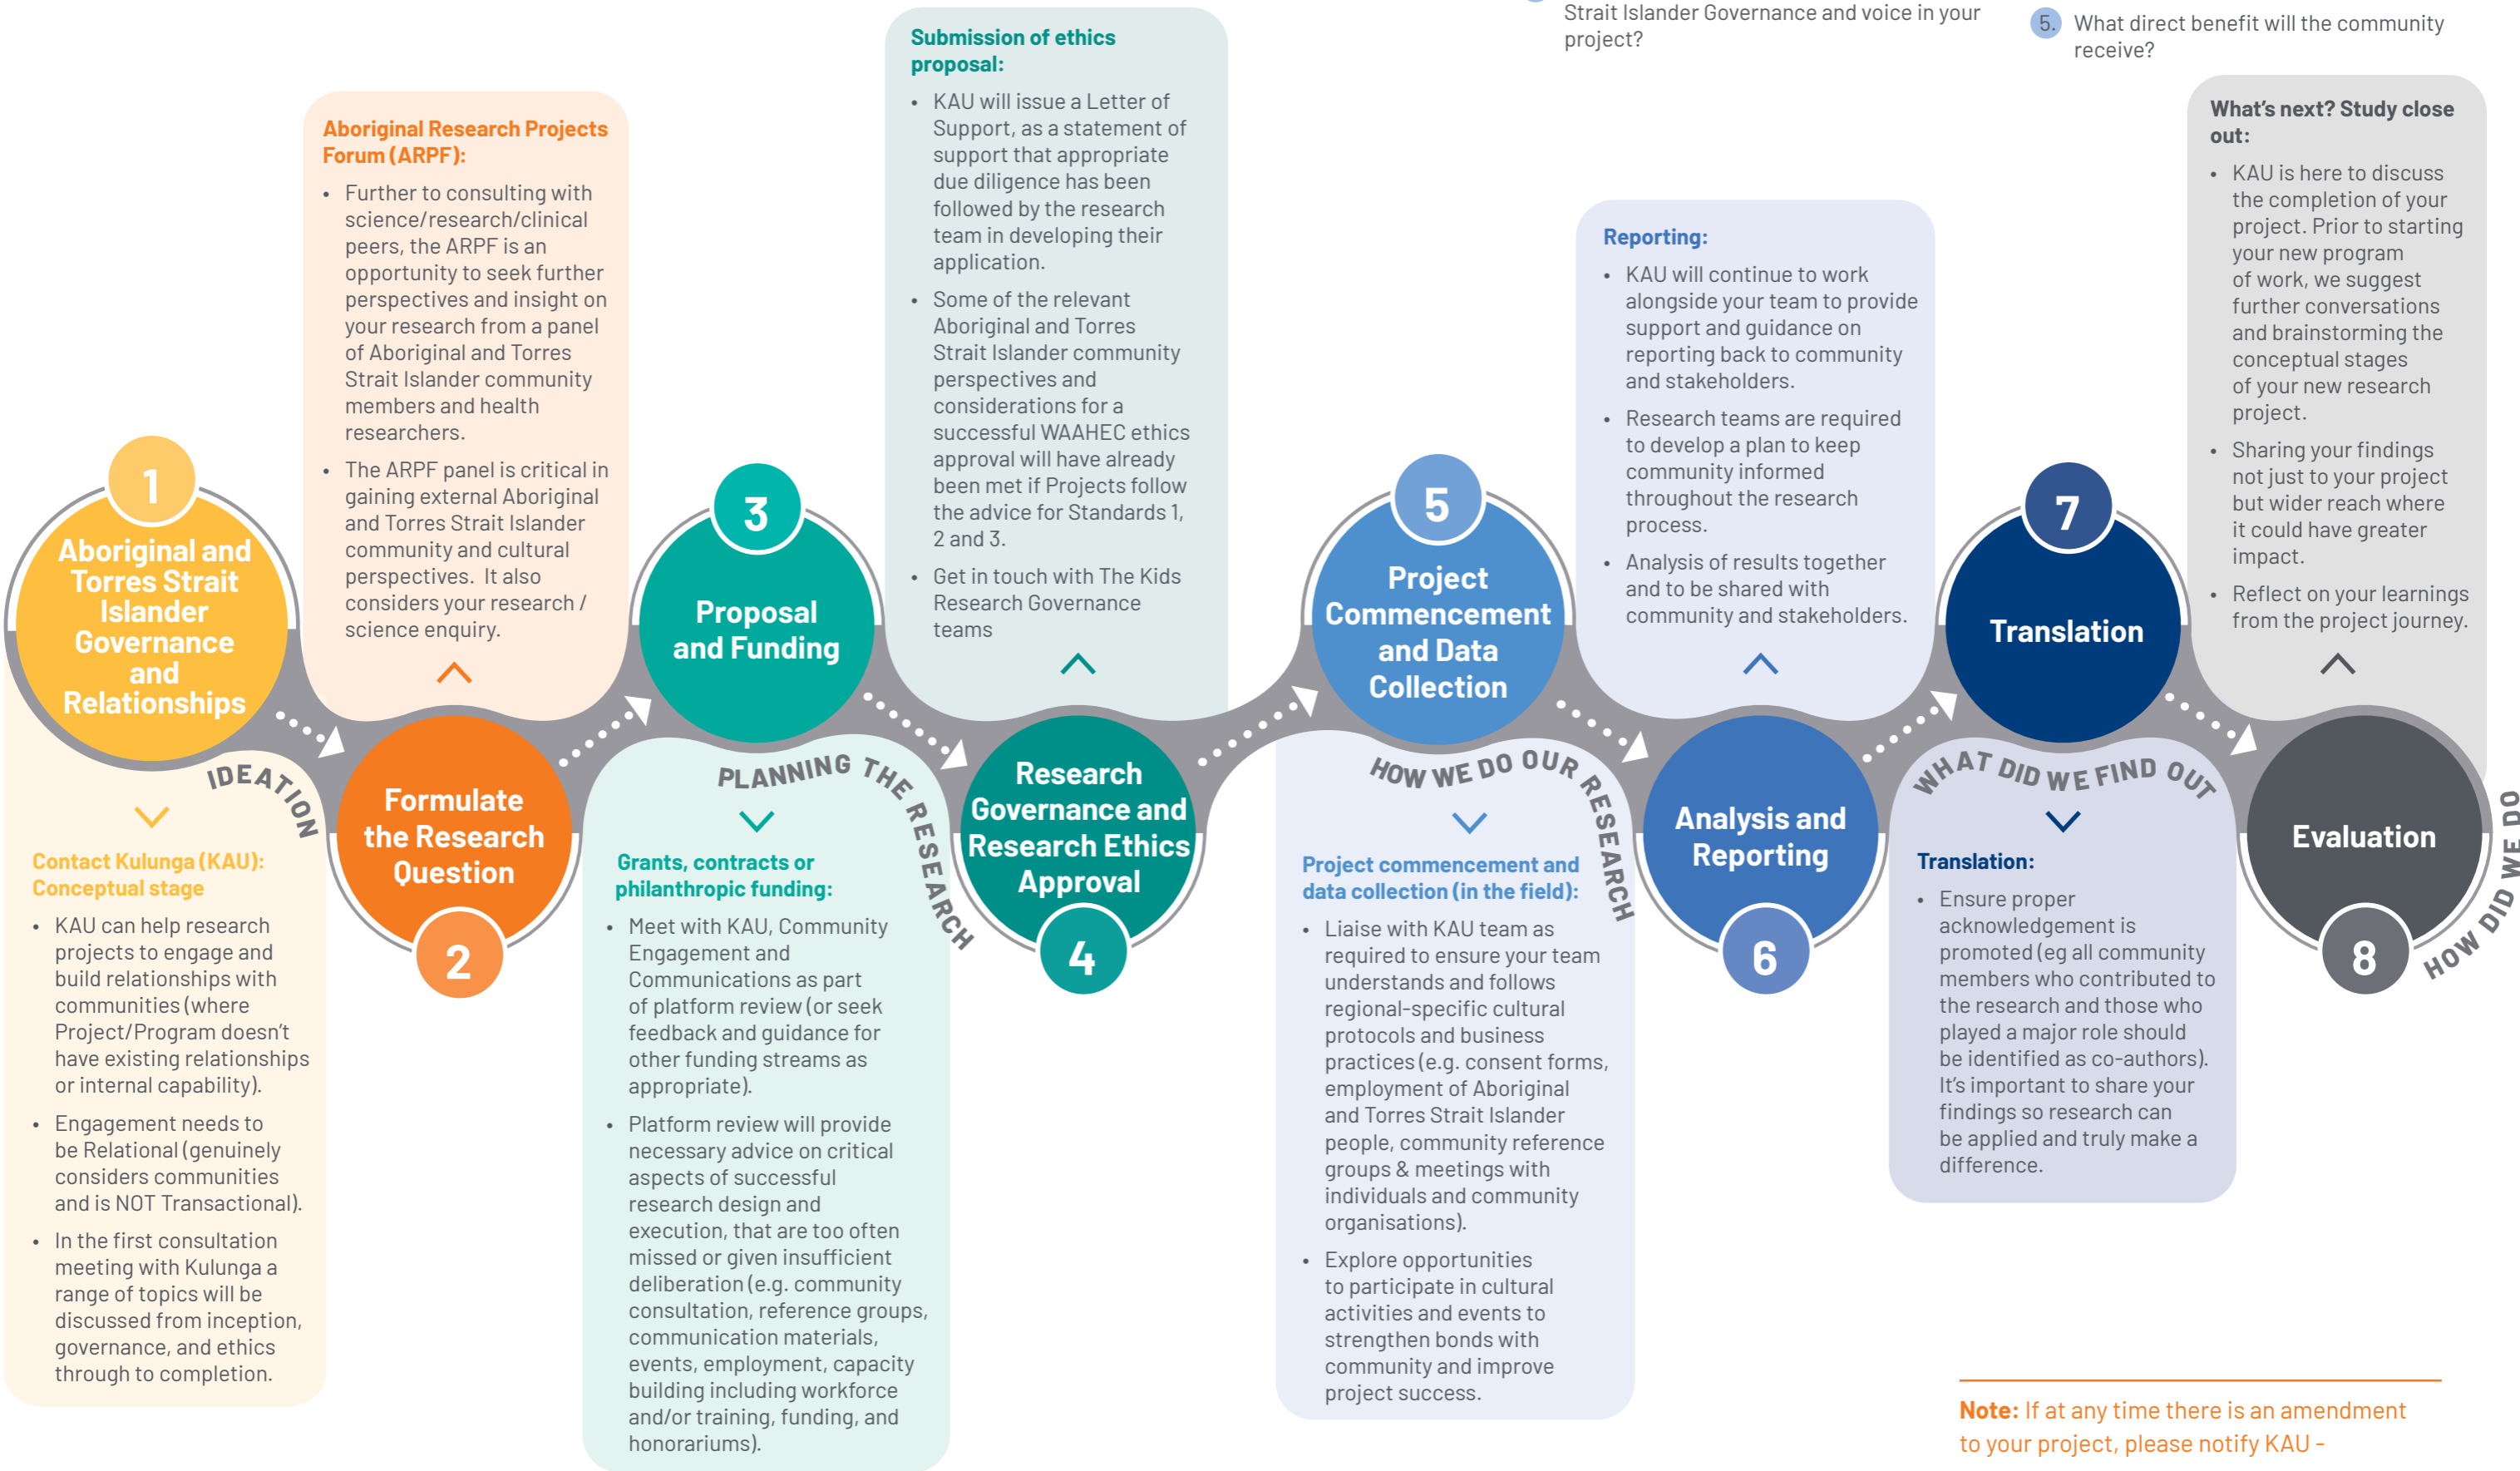 Strait Islander Governance and voice in your
project?
5. What direct benefit will the community
receive?
1
Aboriginal and
Torres Strait
Islander
Governance
and
Relationships
IDEATION
Contact Kulunga (KAU):
Conceptual stage
• KAU can help research
projects to engage and
build relationships with
communities (where
Project/Program doesn't
have existing relationships
or internal capability).
• Engagement needs to
be Relational (genuinely
considers communities
and is NOT Transactional).
• In the first consultation
meeting with Kulunga a
range of topics will be
discussed from inception,
governance, and ethics
through to completion.
Aboriginal Research Projects
Forum (ARPF):
• Further to consulting with
science/research/clinical
peers, the ARPF is an
opportunity to seek further
perspectives and insight on
your research from a panel
of Aboriginal and Torres
Strait Islander community
members and health
researchers.
• The ARPF panel is critical in
gaining external Aboriginal
and Torres Strait Islander
community and cultural
perspectives. It also
considers your research /
science enquiry.
Formulate
the Research
Question
2
3
Proposal
and Funding
PLANNING THE RESEARCH
Grants, contracts or
philanthropic funding:
• Meet with KAU, Community
Engagement and
Communications as part
of platform review (or seek
feedback and guidance for
other funding streams as
appropriate).
• Platform review will provide
necessary advice on critical
aspects of successful
research design and
execution, that are too often
missed or given insufficient
deliberation (e.g. community
consultation, reference groups,
communication materials,
events, employment, capacity
building including workforce
and/or training, funding, and
honorariums).
Submission of ethics
proposal:
• KAU will issue a Letter of
Support, as a statement of
support that appropriate
due diligence has been
followed by the research
team in developing their
application.
• Some of the relevant
Aboriginal and Torres
Strait Islander community
perspectives and
considerations for a
successful WAAHEC ethics
approval will have already
been met if Projects follow
the advice for Standards 1,
2 and 3.
• Get in touch with The Kids
Research Governance
teams
Research
Governance and
Research Ethics
Approval
4
5
Project
Commencement
and Data
Collection
HOW WE DO OUR RESEARCH
Project commencement and
data collection (in the field):
• Liaise with KAU team as
required to ensure your team
understands and follows
regional-specific cultural
protocols and business
practices (e.g. consent forms,
employment of Aboriginal
and Torres Strait Islander
people, community reference
groups & meetings with
individuals and community
organisations).
• Explore opportunities
to participate in cultural
activities and events to
strengthen bonds with
community and improve
project success.
Reporting:
• KAU will continue to work
alongside your team to provide
support and guidance on
reporting back to community
and stakeholders.
• Research teams are required
to develop a plan to keep
community informed
throughout the research
process.
• Analysis of results together
and to be shared with
community and stakeholders.
Analysis and
Reporting
6
7
Translation
WHAT DID WE FIND OUT
Translation:
• Ensure proper
acknowledgement is
promoted (eg all community
members who contributed to
the research and those who
played a major role should
be identified as co-authors).
It's important to share your
findings so research can
be applied and truly make a
difference.
What's next? Study close
out:
• KAU is here to discuss
the completion of your
project. Prior to starting
your new program
of work, we suggest
further conversations
and brainstorming the
conceptual stages
of your new research
project.
• Sharing your findings
not just to your project
but wider reach where
it could have greater
impact.
• Reflect on your learnings
from the project journey.
Evaluation
8
HOW DID WE DO
Note: If at any time there is an amendment
to your project, please notify KAU -